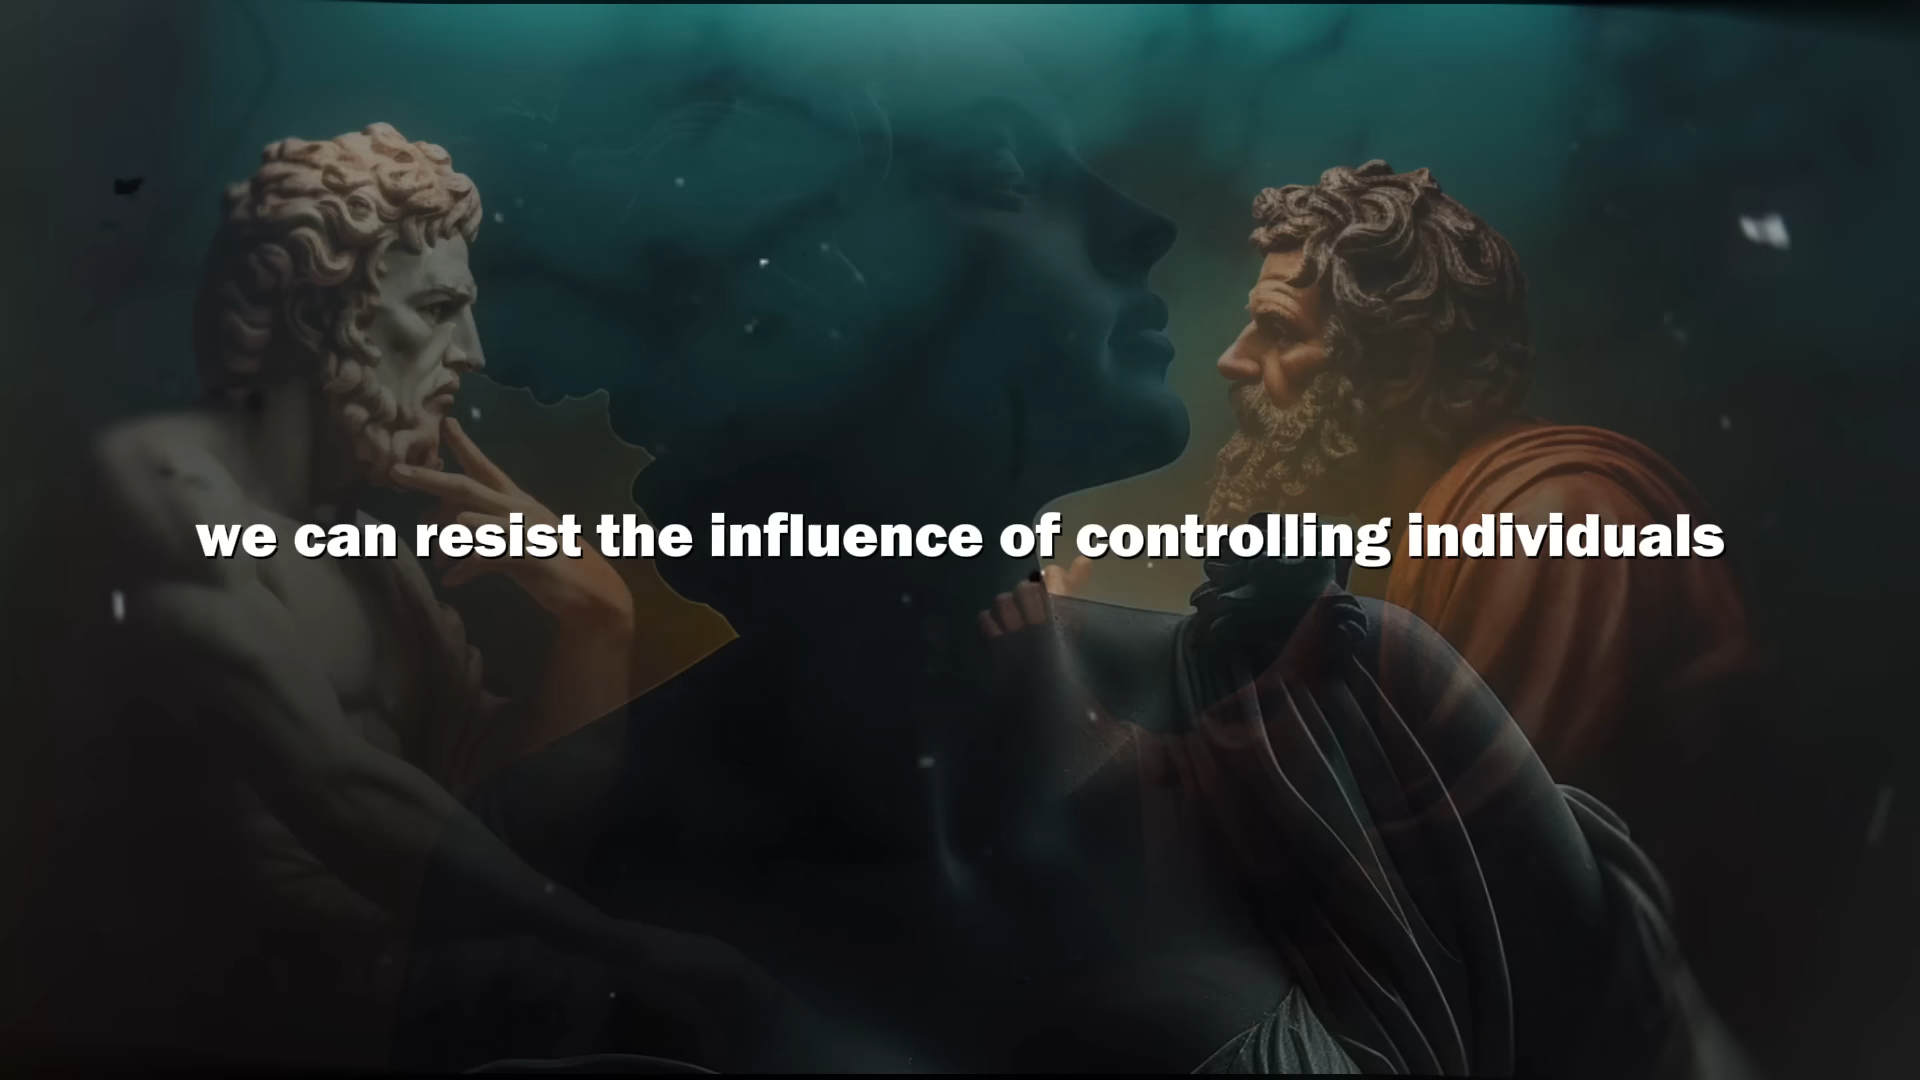 we can resist the influence of controlling individuals